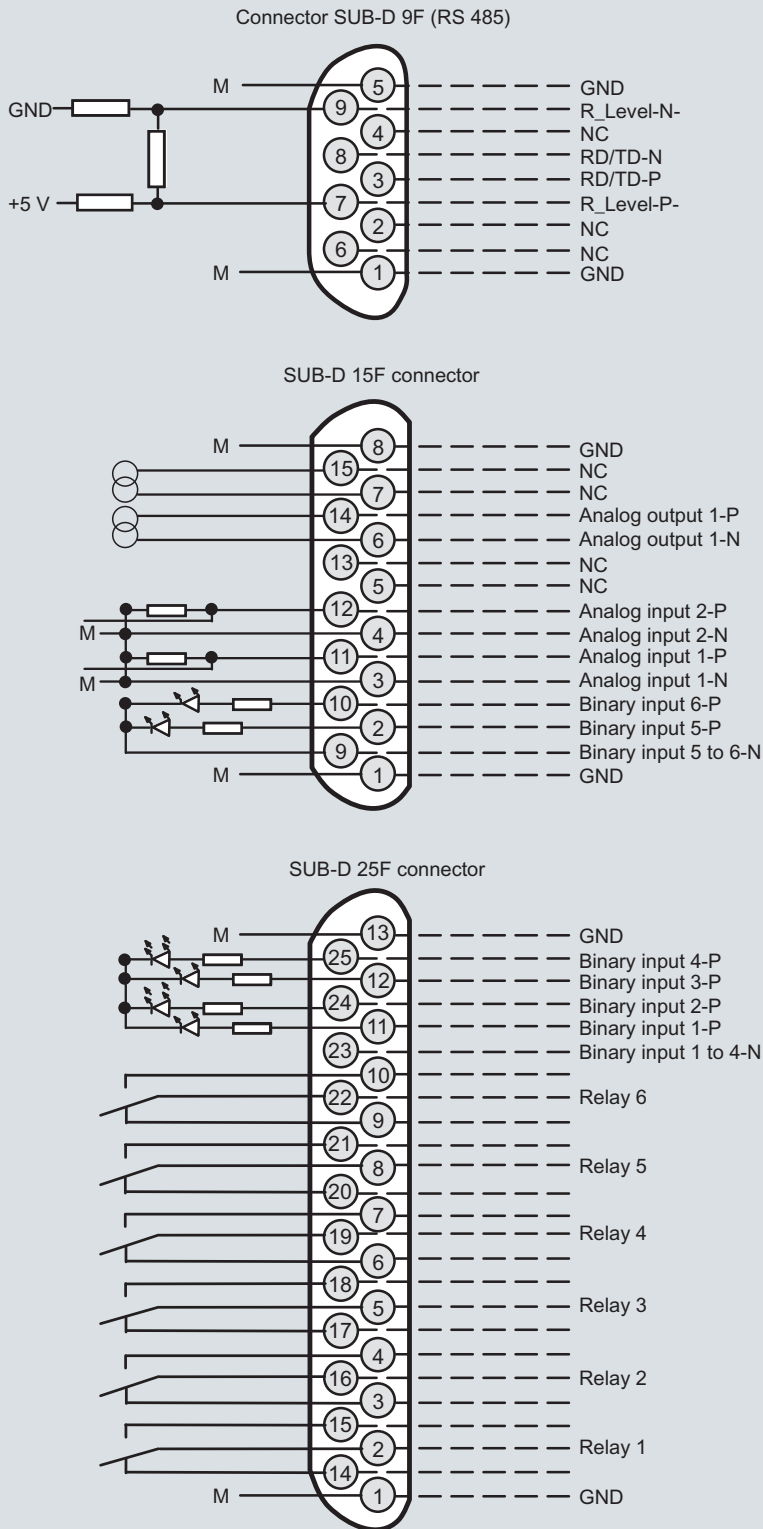 Connector SUB-D 9F (RS 485)
M 5 GND
GND 9 R_Level-N-
4 NC
8 RD/TD-N
3 RD/TD-P
+5 V 7 R_Level-P-
2 NC
6 NC
M 1 GND
SUB-D 15F connector
M 8 GND
15 NC
7 NC
14 Analog output 1-P
6 Analog output 1-N
13 NC
5 NC
12 Analog input 2-P
M 4 Analog input 2-N
11 Analog input 1-P
M 3 Analog input 1-N
10 Binary input 6-P
2 Binary input 5-P
9 Binary input 5 to 6-N
M 1 GND
SUB-D 25F connector
M 13 GND
25 Binary input 4-P
12 Binary input 3-P
24 Binary input 2-P
11 Binary input 1-P
23 Binary input 1 to 4-N
10
22 Relay 6
9
21
8 Relay 5
20
7
19 Relay 4
6
18
5 Relay 3
17
4
16 Relay 2
3
15
2 Relay 1
14
M 1 GND